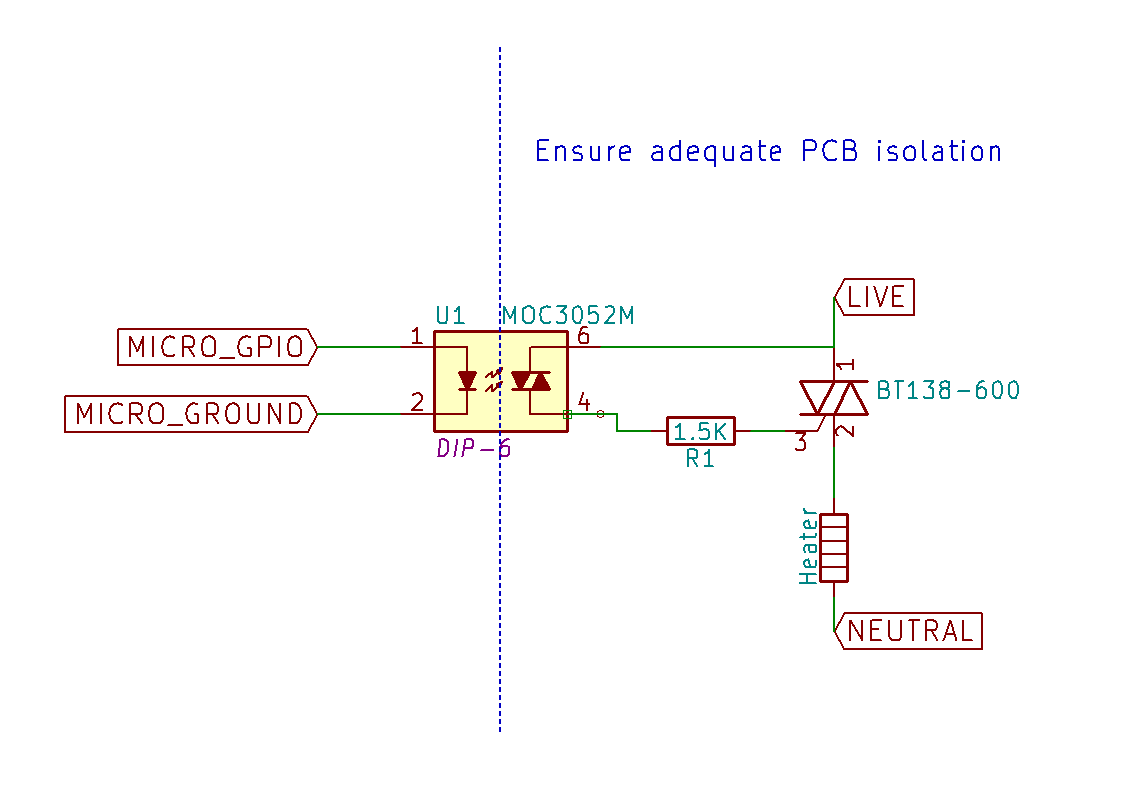 Ensure adequate PCB isolation
LIVE
U1 MOC3052M
MICRO_GPIO 1 6
1
BT138-600
MICRO_GROUND 2 4
1.5K
3 2
DIP-6 R1
Heater
NEUTRAL